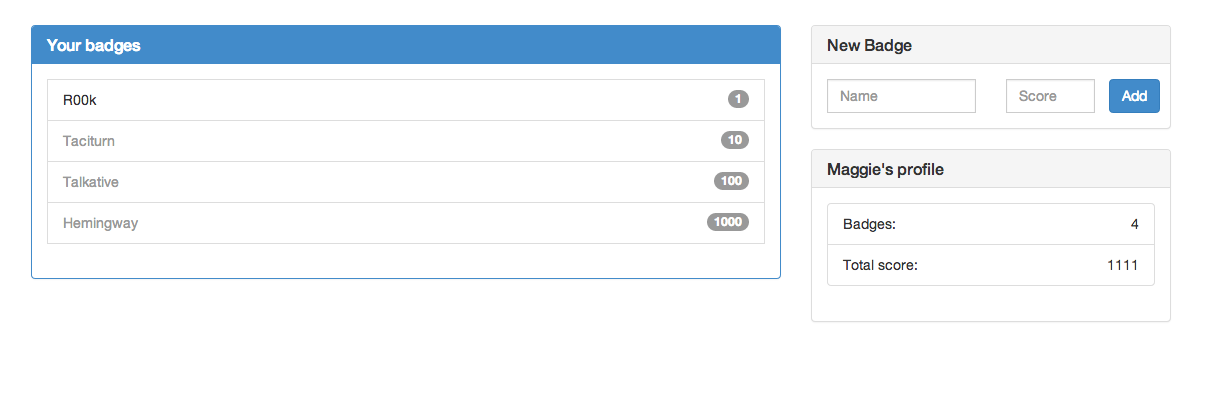 Your badges
R00k 1
Taciturn 10
Talkative 100
Hemingway 1000
New Badge
Name Score Add
Maggie's profile
Badges: 4
Total score: 1111